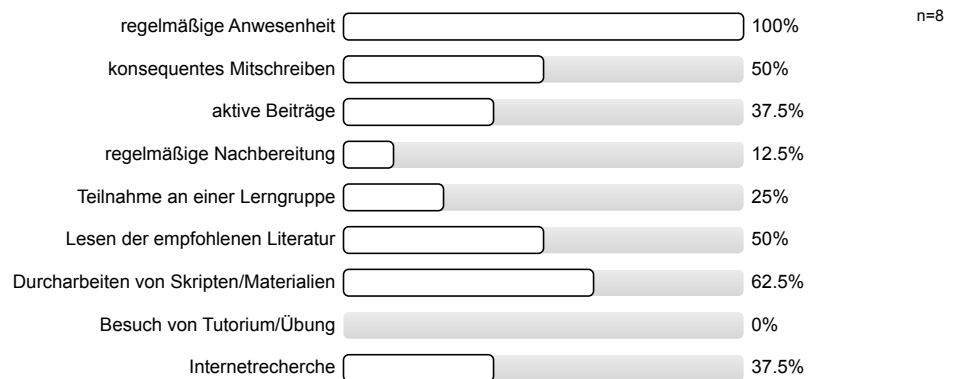 regelmäßige Anwesenheit 100% n=8
konsequentes Mitschreiben 50%
aktive Beiträge 37.5%
regelmäßige Nachbereitung 12.5%
Teilnahme an einer Lerngruppe 25%
Lesen der empfohlenen Literatur 50%
Durcharbeiten von Skripten/Materialien 62.5%
Besuch von Tutorium/Übung 0%
Internetrecherche 37.5%